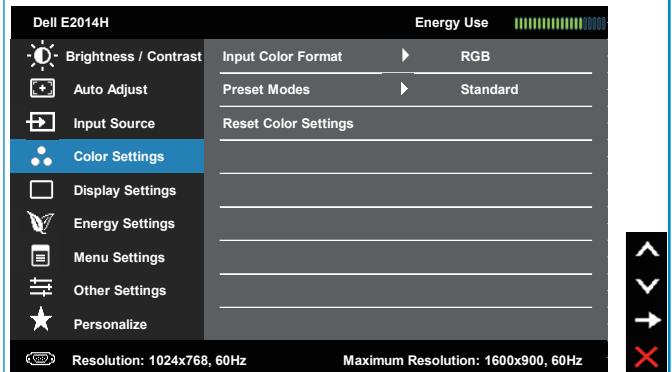 Dell E2014H Energy Use
Brightness / Contrast Input Color Format RGB
Auto Adjust Preset Modes Standard
Input Source Reset Color Settings
Color Settings
Display Settings
Energy Settings
Menu Settings
Other Settings
Personalize
Resolution: 1024x768, 60Hz Maximum Resolution: 1600x900, 60Hz